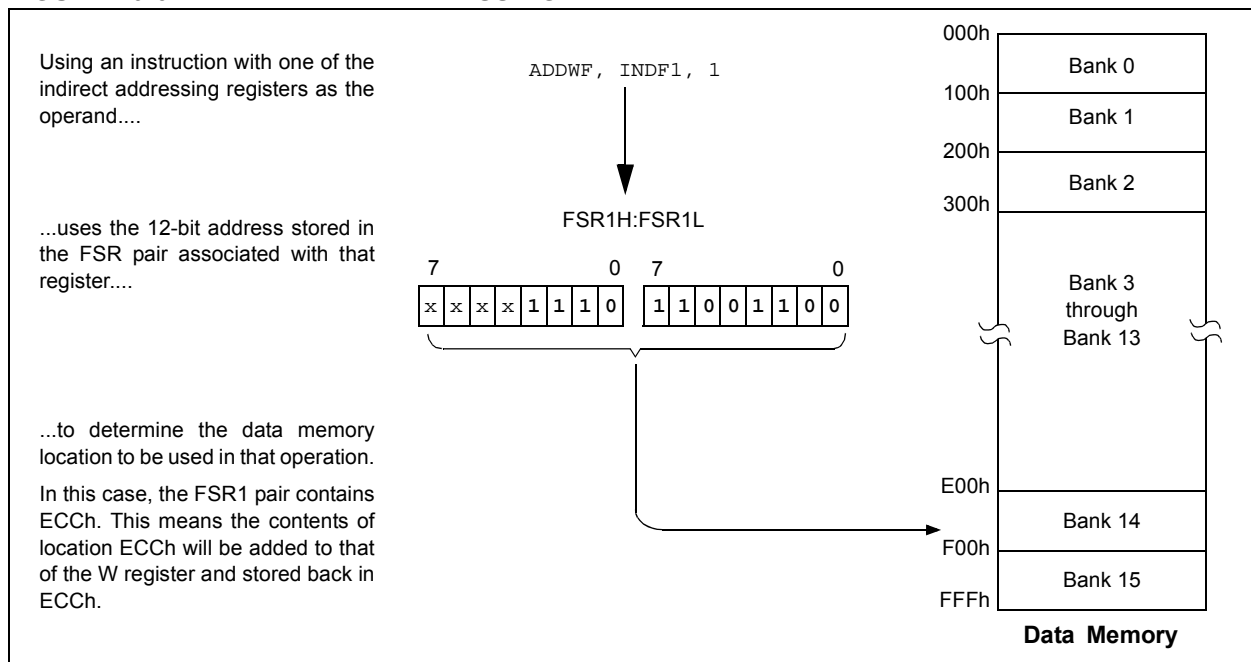 Using an instruction with one of the
indirect addressing registers as the
operand....
ADDWF, INDF1, 1
...uses the 12-bit address stored in
the FSR pair associated with that
register....
FSR1H:FSR1L
7 0 7 0
x x x x 1 1 1 0 1 1 0 0 1 1 0 0
...to determine the data memory
location to be used in that operation.
In this case, the FSR1 pair contains
ECCh. This means the contents of
location ECCh will be added to that
of the W register and stored back in
ECCh.
000h
Bank 0
100h
Bank 1
200h
Bank 2
300h
Bank 3
through
Bank 13
E00h
Bank 14
F00h
Bank 15
FFFh
Data Memory